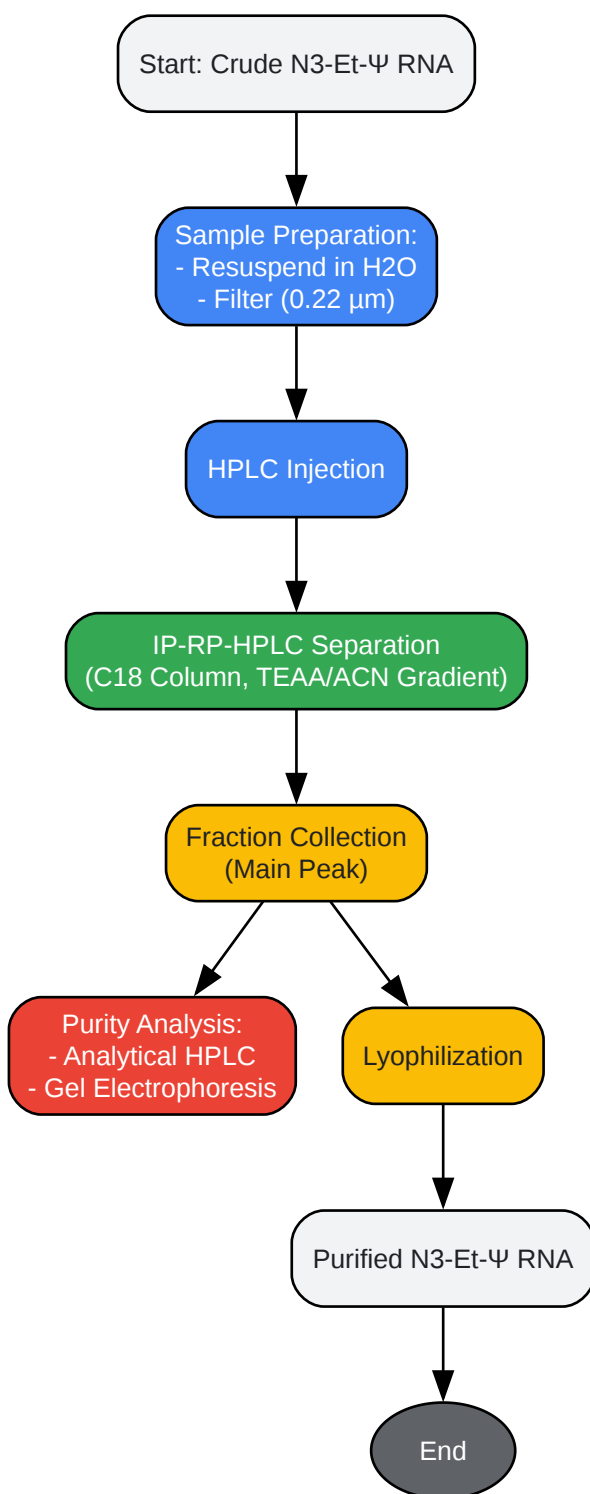 Start: Crude N3-Et-Ψ RNA
Sample Preparation:
- Resuspend in H2O
- Filter (0.22 µm)
HPLC Injection
IP-RP-HPLC Separation
(C18 Column, TEAA/ACN Gradient)
Fraction Collection
(Main Peak)
Purity Analysis:
- Analytical HPLC
- Gel Electrophoresis
Lyophilization
Purified N3-Et-Ψ RNA
End